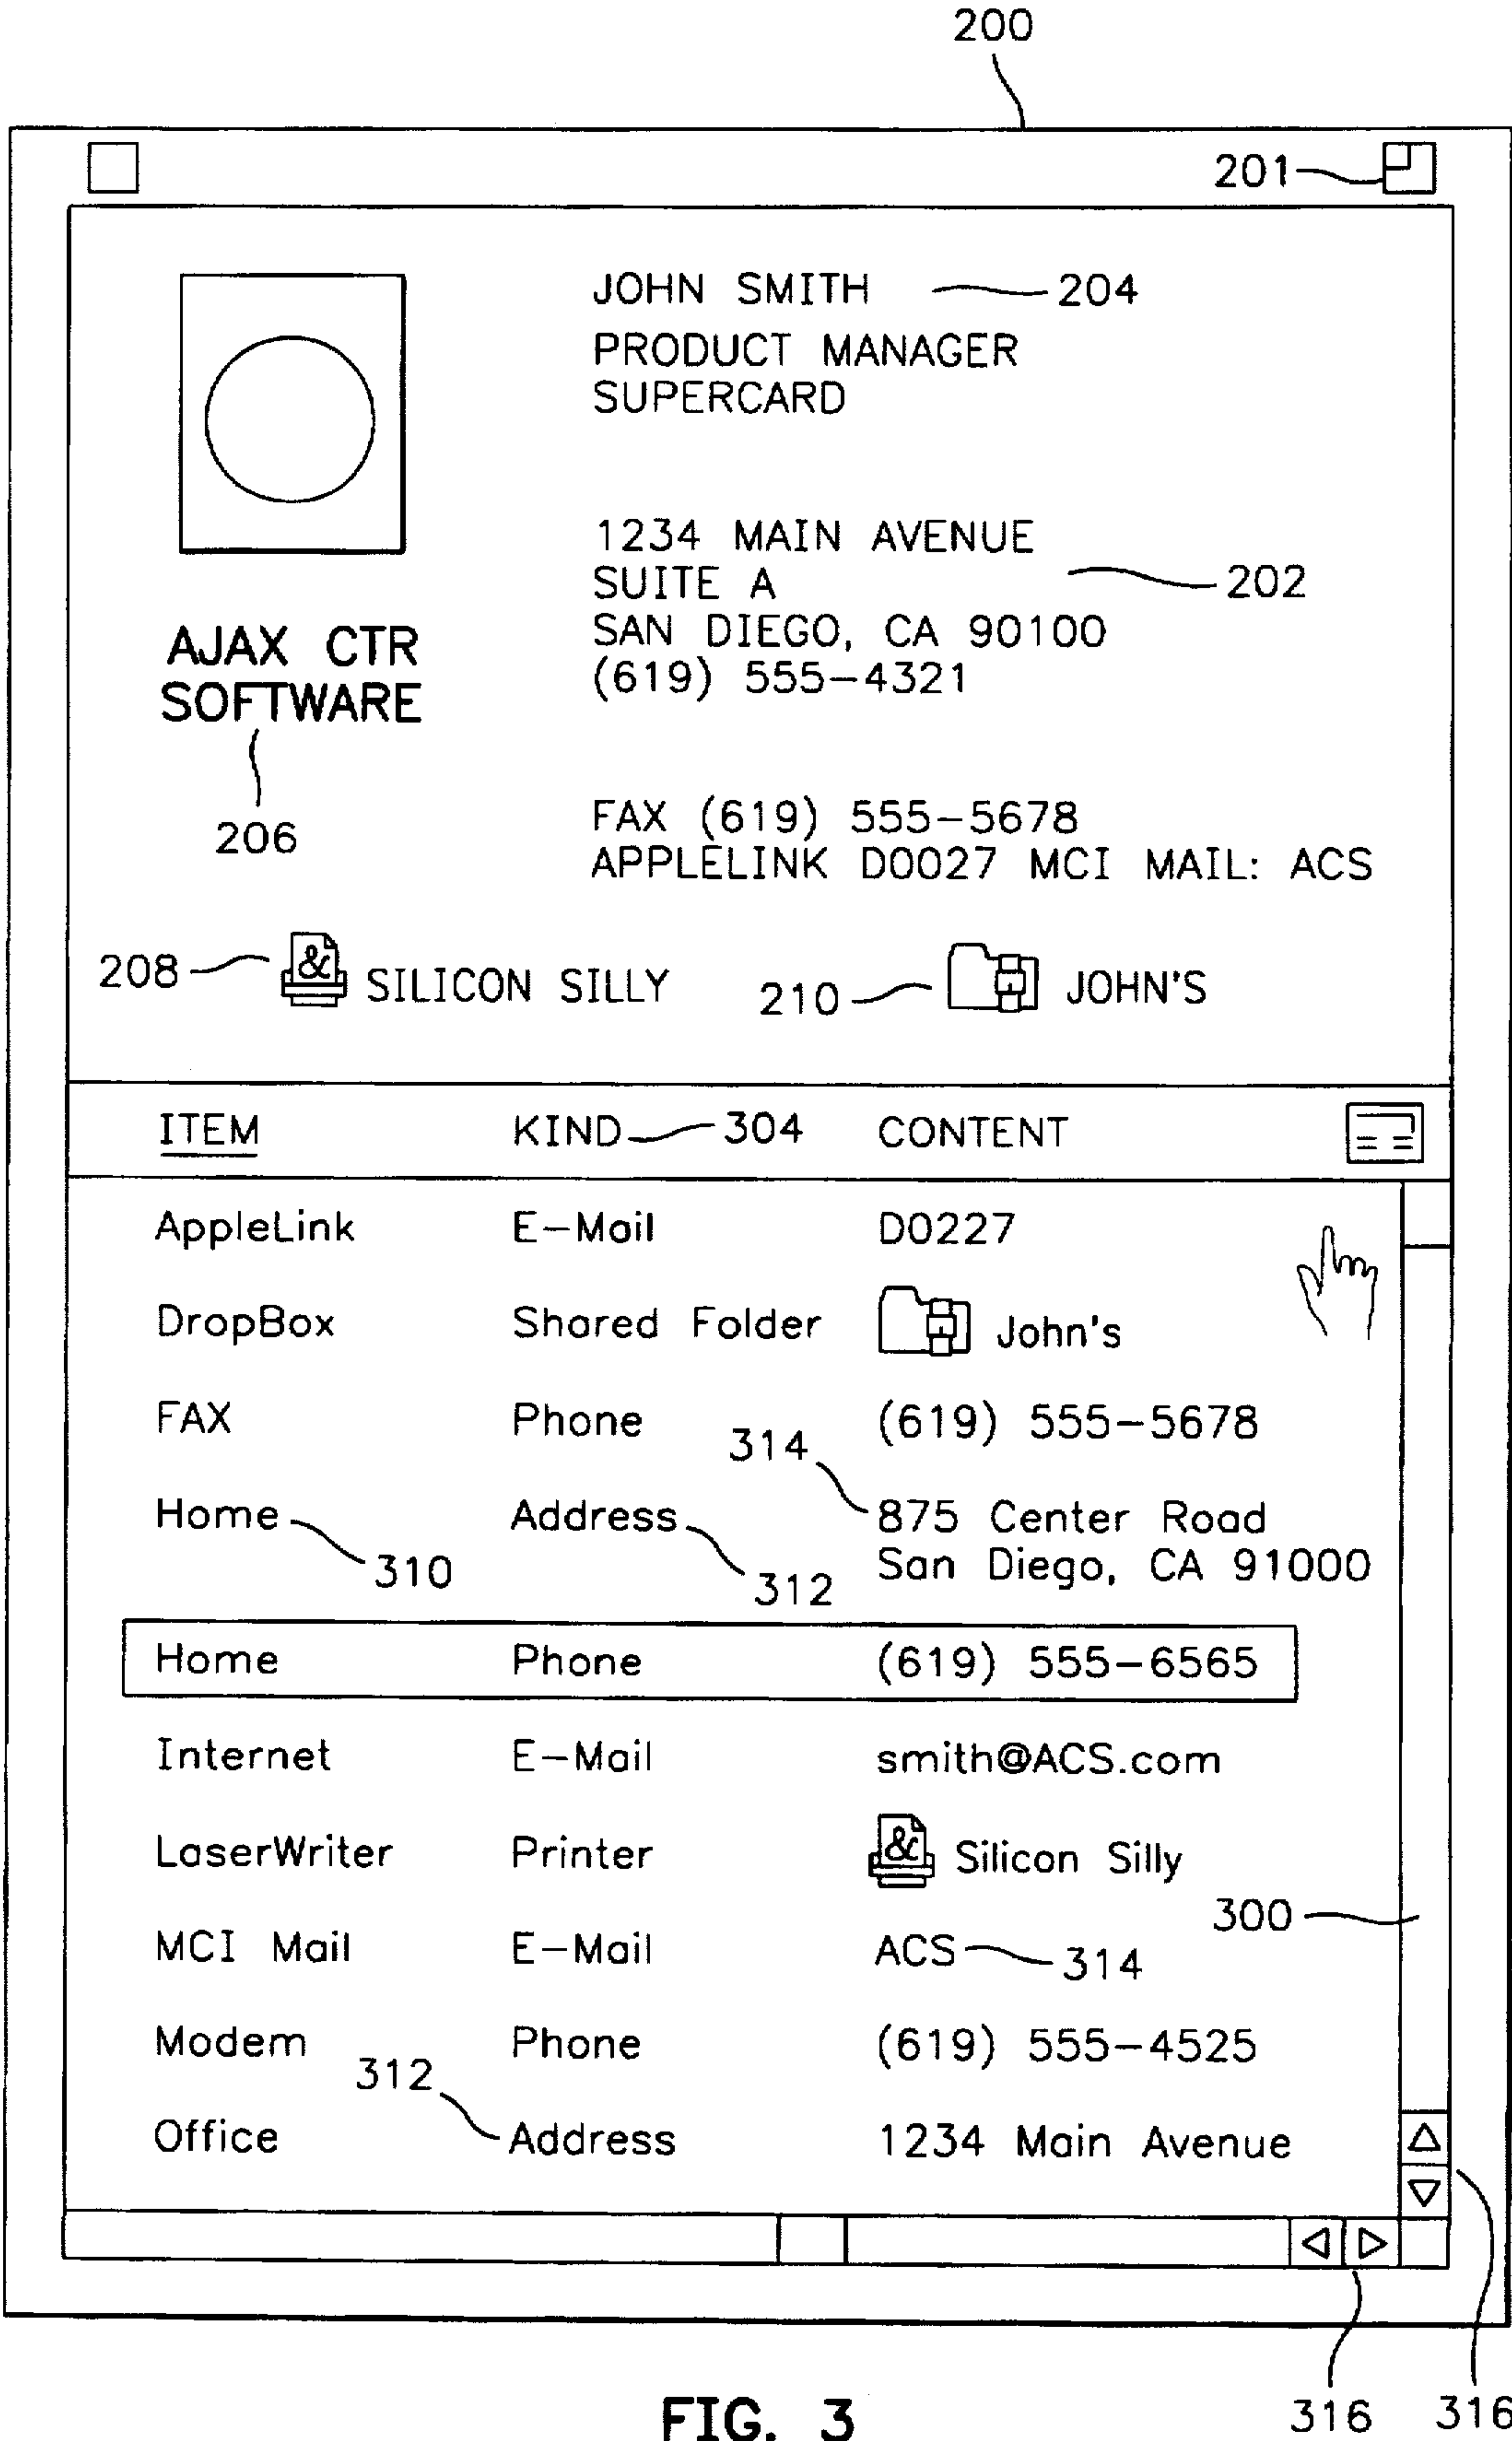 200
201
JOHN SMITH 204
PRODUCT MANAGER
SUPERCARD
1234 MAIN AVENUE
SUITE A 202
SAN DIEGO, CA 90100
(619) 555-4321
AJAX CTR
SOFTWARE
206
FAX (619) 555-5678
APPLELINK D0027 MCI MAIL: ACS
208 & SILICON SILLY 210 JOHN'S
ITEM KIND 304 CONTENT
AppleLink E-Mail D0227
DropBox Shared Folder John's
FAX Phone (619) 555-5678
314
Home Address 875 Center Road
San Diego, CA 91000
310 312
Home Phone (619) 555-6565
Internet E-Mail smith@ACS.com
LaserWriter Printer & Silicon Silly
300
MCI Mail E-Mail ACS 314
Modem Phone (619) 555-4525
312
Office Address 1234 Main Avenue
316 316
FIG. 3